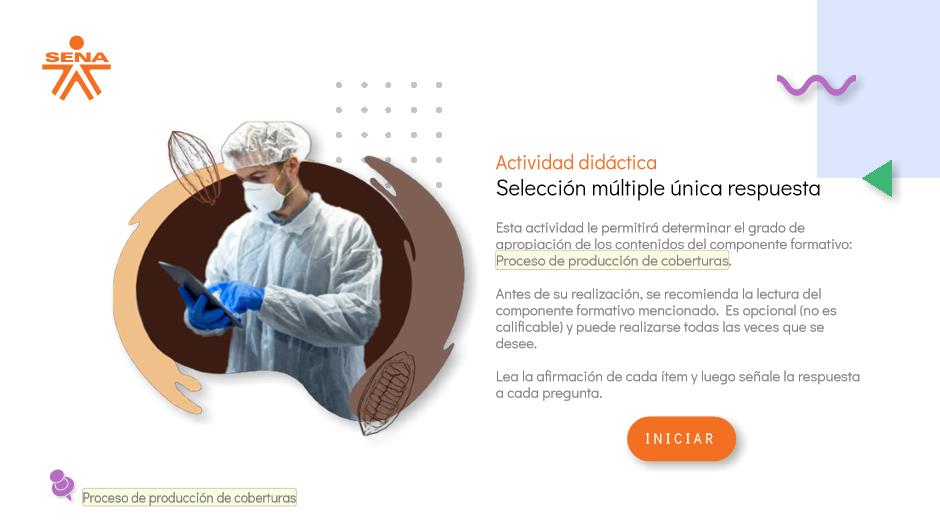 SENA
Actividad didáctica
Selección múltiple única respuesta
Esta actividad le permitirá determinar el grado de
apropiación de los contenidos del componente formativo:
Proceso de producción de coberturas.
Antes de su realización, se recomienda la lectura del
componente formativo mencionado. Es opcional (no es
calificable) y puede realizarse todas las veces que se
desee.
Lea la afirmación de cada ítem y luego señale la respuesta
a cada pregunta.
INICIAR
Proceso de producción de coberturas